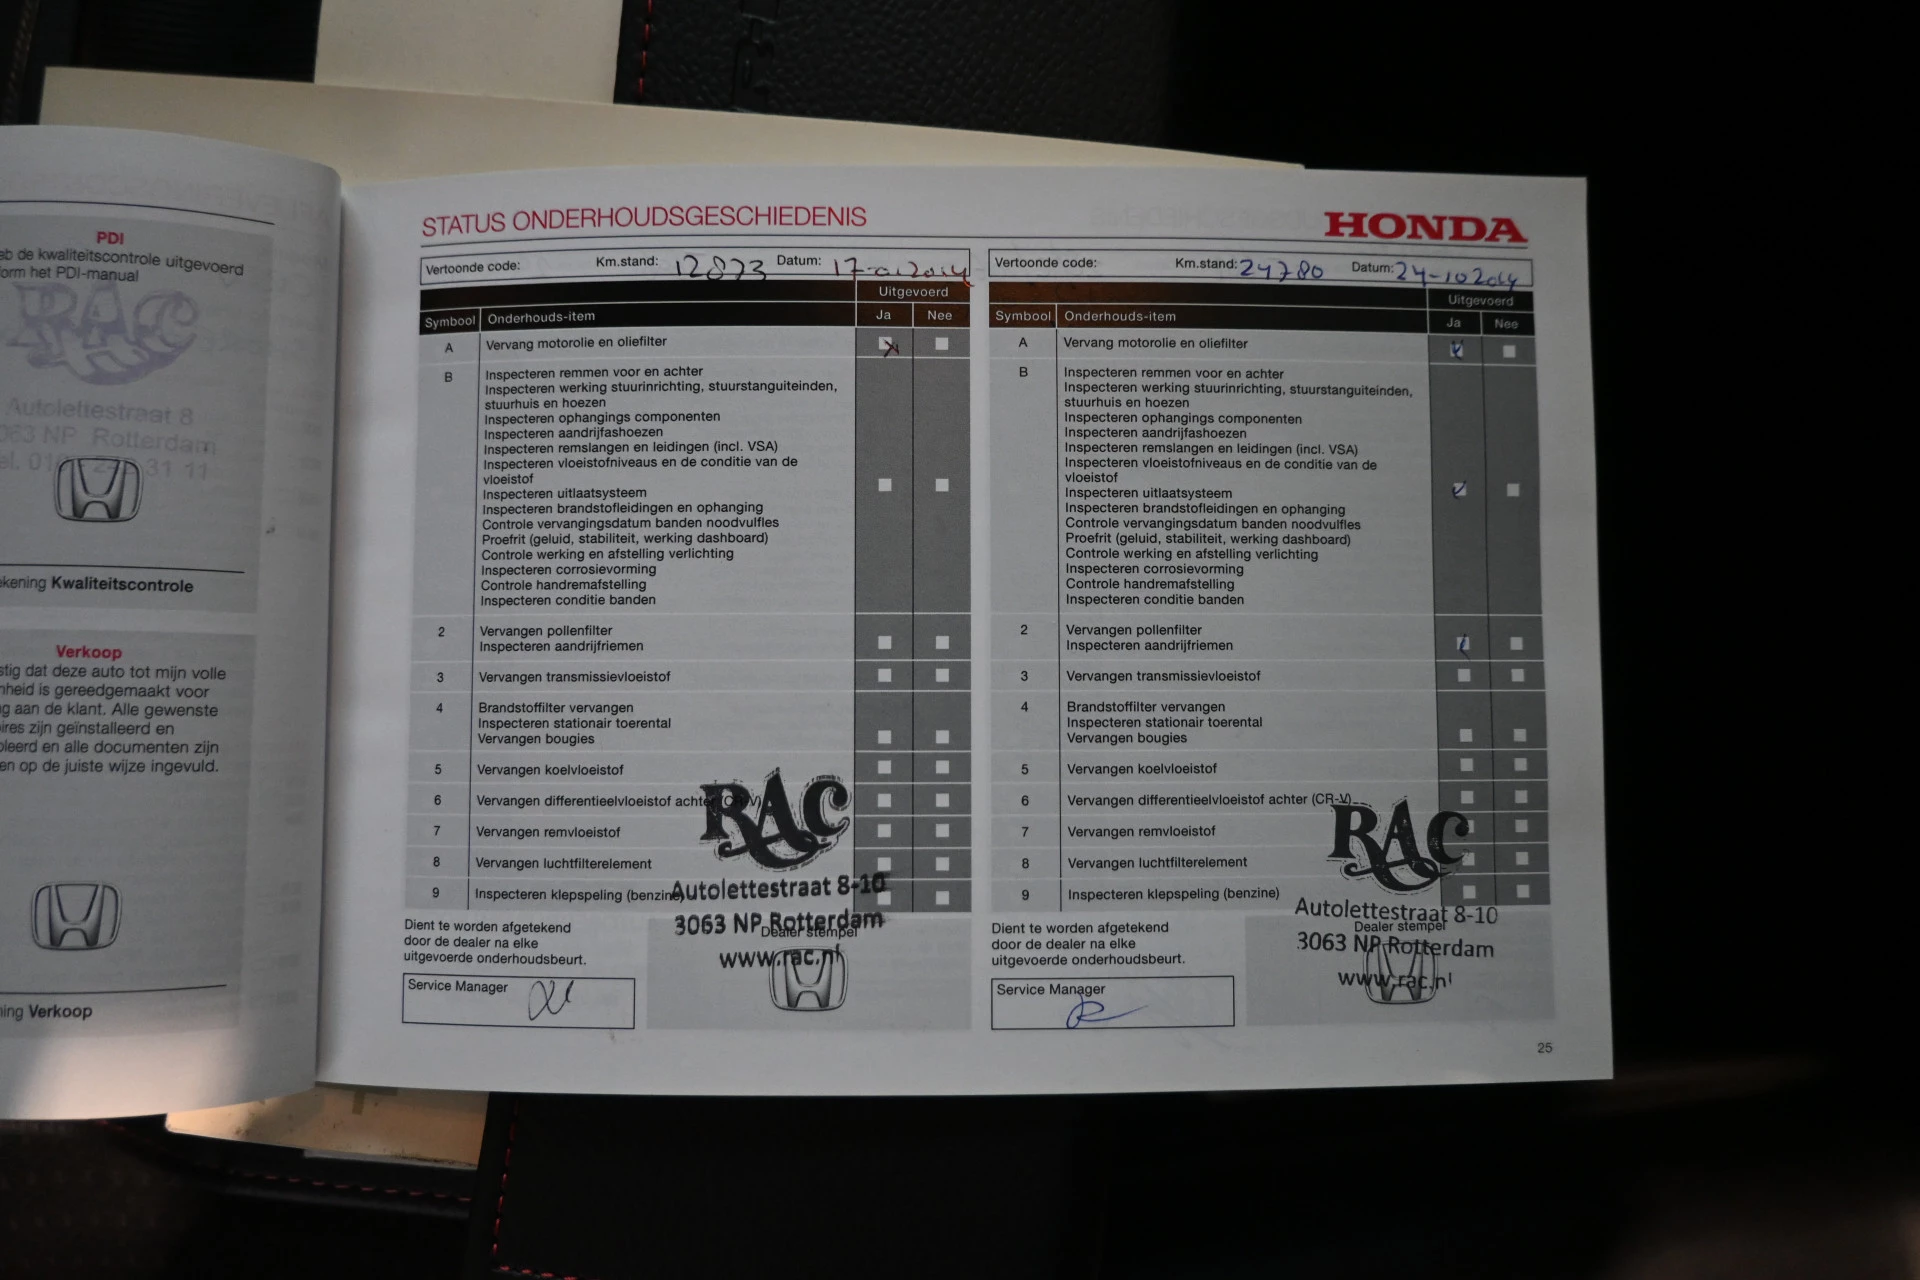 PDI
eb de kwaliteitscontrole uitgevoerd
orm het PDI-manual
RAC
Autolettestraat 8
063 NP Rotterdam
31 11
ekening Kwaliteitscontrole
Verkoop
stig dat deze auto tot mijn volle
nheid is gereedgemaakt voor
g aan de klant. Alle gewenste
ires zijn geïnstalleerd en
oleerd en alle documenten zijn
en op de juiste wijze ingevuld.
ning Verkoop
STATUS ONDERHOUDSGESCHIEDENIS
HONDA
Vertoonde code: Km.stand: 12873 Datum:
Uitgevoerd
Symbool Onderhouds-item Ja Nee
A Vervang motorolie en oliefilter
B Inspecteren remmen voor en achter
Inspecteren werking stuurinrichting, stuurstanguiteinden,
stuurhuis en hoezen
Inspecteren ophangings componenten
Inspecteren aandrijfashoezen
Inspecteren remslangen en leidingen (incl. VSA)
Inspecteren vloeistofniveaus en de conditie van de
vloeistof
Inspecteren uitlaatsysteem
Inspecteren brandstofleidingen en ophanging
Controle vervangingsdatum banden noodvulfles
Proefrit (geluid, stabiliteit, werking dashboard)
Controle werking en afstelling verlichting
Inspecteren corrosievorming
Controle handremafstelling
Inspecteren conditie banden
2 Vervangen pollenfilter
Inspecteren aandrijfriemen
3 Vervangen transmissievloeistof
4 Brandstoffilter vervangen
Inspecteren stationair toerental
Vervangen bougies
5 Vervangen koelvloeistof
6 Vervangen differentieelvloeistof achter (CR-V)
7 Vervangen remvloeistof
8 Vervangen luchtfilterelement
9 Inspecteren klepspeling (benzine)
RAC
Autolettestraat 8-10
3063 NP Rotterdam
www.rac.nl
Dealer stempel
Dient te worden afgetekend
door de dealer na elke
uitgevoerde onderhoudsbeurt.
Service Manager
Vertoonde code: Km.stand: 24780 Datum: 24-10 2014
Uitgevoerd
Symbool Onderhouds-item Ja Nee
A Vervang motorolie en oliefilter
B Inspecteren remmen voor en achter
Inspecteren werking stuurinrichting, stuurstanguiteinden,
stuurhuis en hoezen
Inspecteren ophangings componenten
Inspecteren aandrijfashoezen
Inspecteren remslangen en leidingen (incl. VSA)
Inspecteren vloeistofniveaus en de conditie van de
vloeistof
Inspecteren uitlaatsysteem
Inspecteren brandstofleidingen en ophanging
Controle vervangingsdatum banden noodvulfles
Proefrit (geluid, stabiliteit, werking dashboard)
Controle werking en afstelling verlichting
Inspecteren corrosievorming
Controle handremafstelling
Inspecteren conditie banden
2 Vervangen pollenfilter
Inspecteren aandrijfriemen
3 Vervangen transmissievloeistof
4 Brandstoffilter vervangen
Inspecteren stationair toerental
Vervangen bougies
5 Vervangen koelvloeistof
6 Vervangen differentieelvloeistof achter (CR-V)
7 Vervangen remvloeistof
8 Vervangen luchtfilterelement
9 Inspecteren klepspeling (benzine)
RAC
Autolettestraat 8-10
Dealer stempel
3063 NP Rotterdam
www.rac.nl
Dient te worden afgetekend
door de dealer na elke
uitgevoerde onderhoudsbeurt.
Service Manager
25